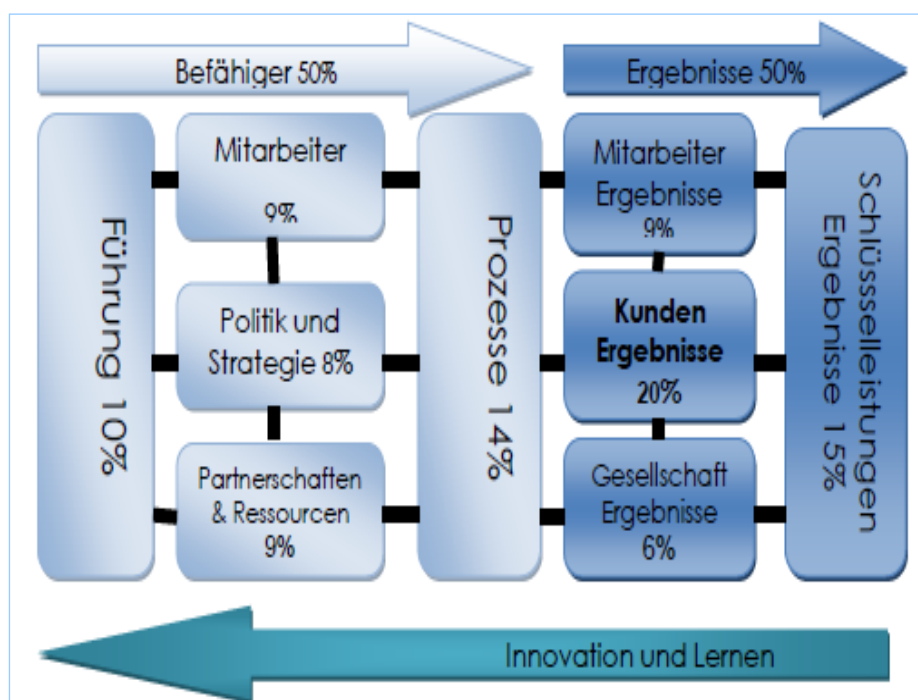 Befähiger 50%
Ergebnisse 50%
Führung 10%
Mitarbeiter
9%
Politik und
Strategie 8%
Partnerschaften
& Ressourcen
9%
Prozesse 14%
Mitarbeiter
Ergebnisse
9%
Kunden
Ergebnisse
20%
Gesellschaft
Ergebnisse
6%
Schlüssselleistungen
Ergebnisse 15%
Innovation und Lernen